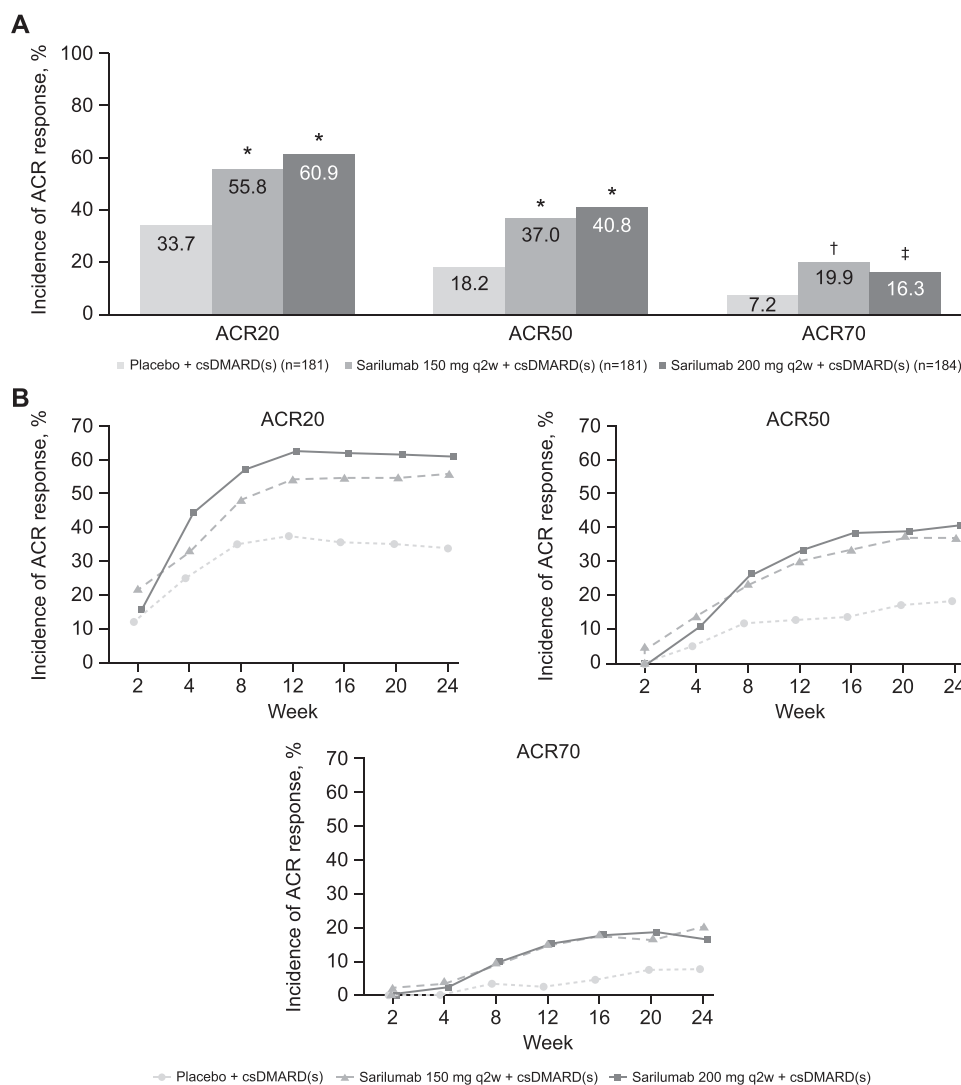 A
Incidence of ACR response, %
100
80
60
40
20
0
33.7
* 55.8
* 60.9
18.2
* 37.0
* 40.8
7.2
† 19.9
‡ 16.3
ACR20 ACR50 ACR70
Placebo + csDMARD(s) (n=181) Sarilumab 150 mg q2w + csDMARD(s) (n=181) Sarilumab 200 mg q2w + csDMARD(s) (n=184)
B
ACR20
Incidence of ACR response, %
70
60
50
40
30
20
10
0
2 4 8 12 16 20 24
Week
ACR50
Incidence of ACR response, %
70
60
50
40
30
20
10
0
2 4 8 12 16 20 24
Week
ACR70
Incidence of ACR response, %
70
60
50
40
30
20
10
0
2 4 8 12 16 20 24
Week
Placebo + csDMARD(s) Sarilumab 150 mg q2w + csDMARD(s) Sarilumab 200 mg q2w + csDMARD(s)